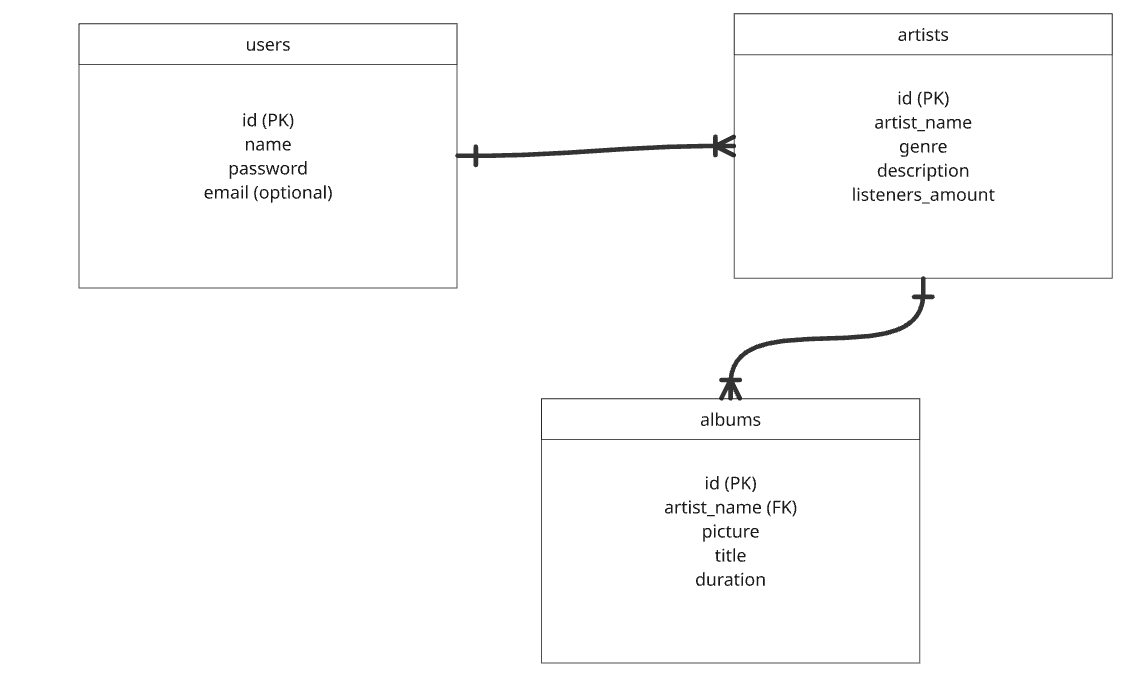 users
id (PK)
name
password
email (optional)
artists
id (PK)
artist_name
genre
description
listeners_amount
albums
id (PK)
artist_name (FK)
picture
title
duration